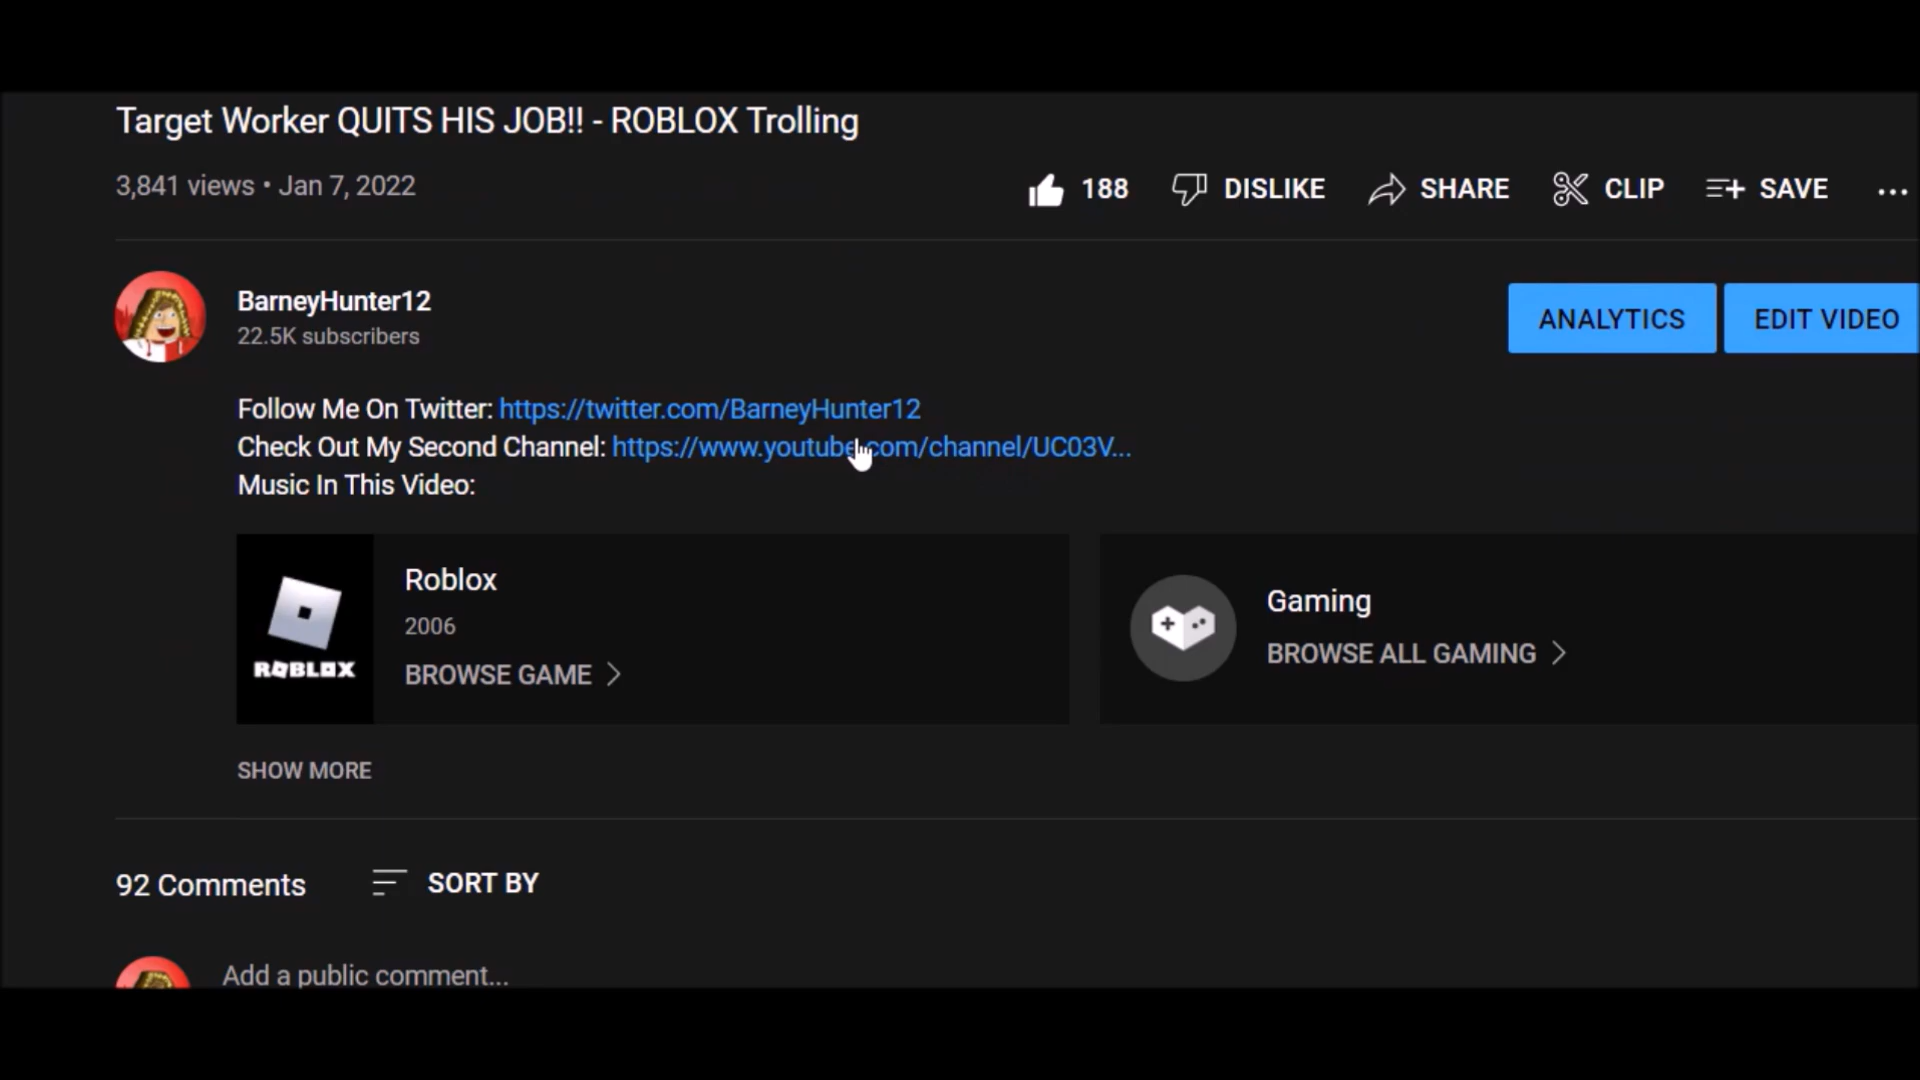 Target Worker QUITS HIS JOB!! - ROBLOX Trolling
3,841 views • Jan 7, 2022
188 DISLIKE SHARE CLIP SAVE ...
BarneyHunter12
22.5K subscribers
ANALYTICS EDIT VIDEO
Follow Me On Twitter: https://twitter.com/BarneyHunter12
Check Out My Second Channel: https://www.youtube.com/channel/UC03V...
Music In This Video:
ROBLOX
Roblox
2006
BROWSE GAME
Gaming
BROWSE ALL GAMING
SHOW MORE
92 Comments SORT BY
Add a public comment...